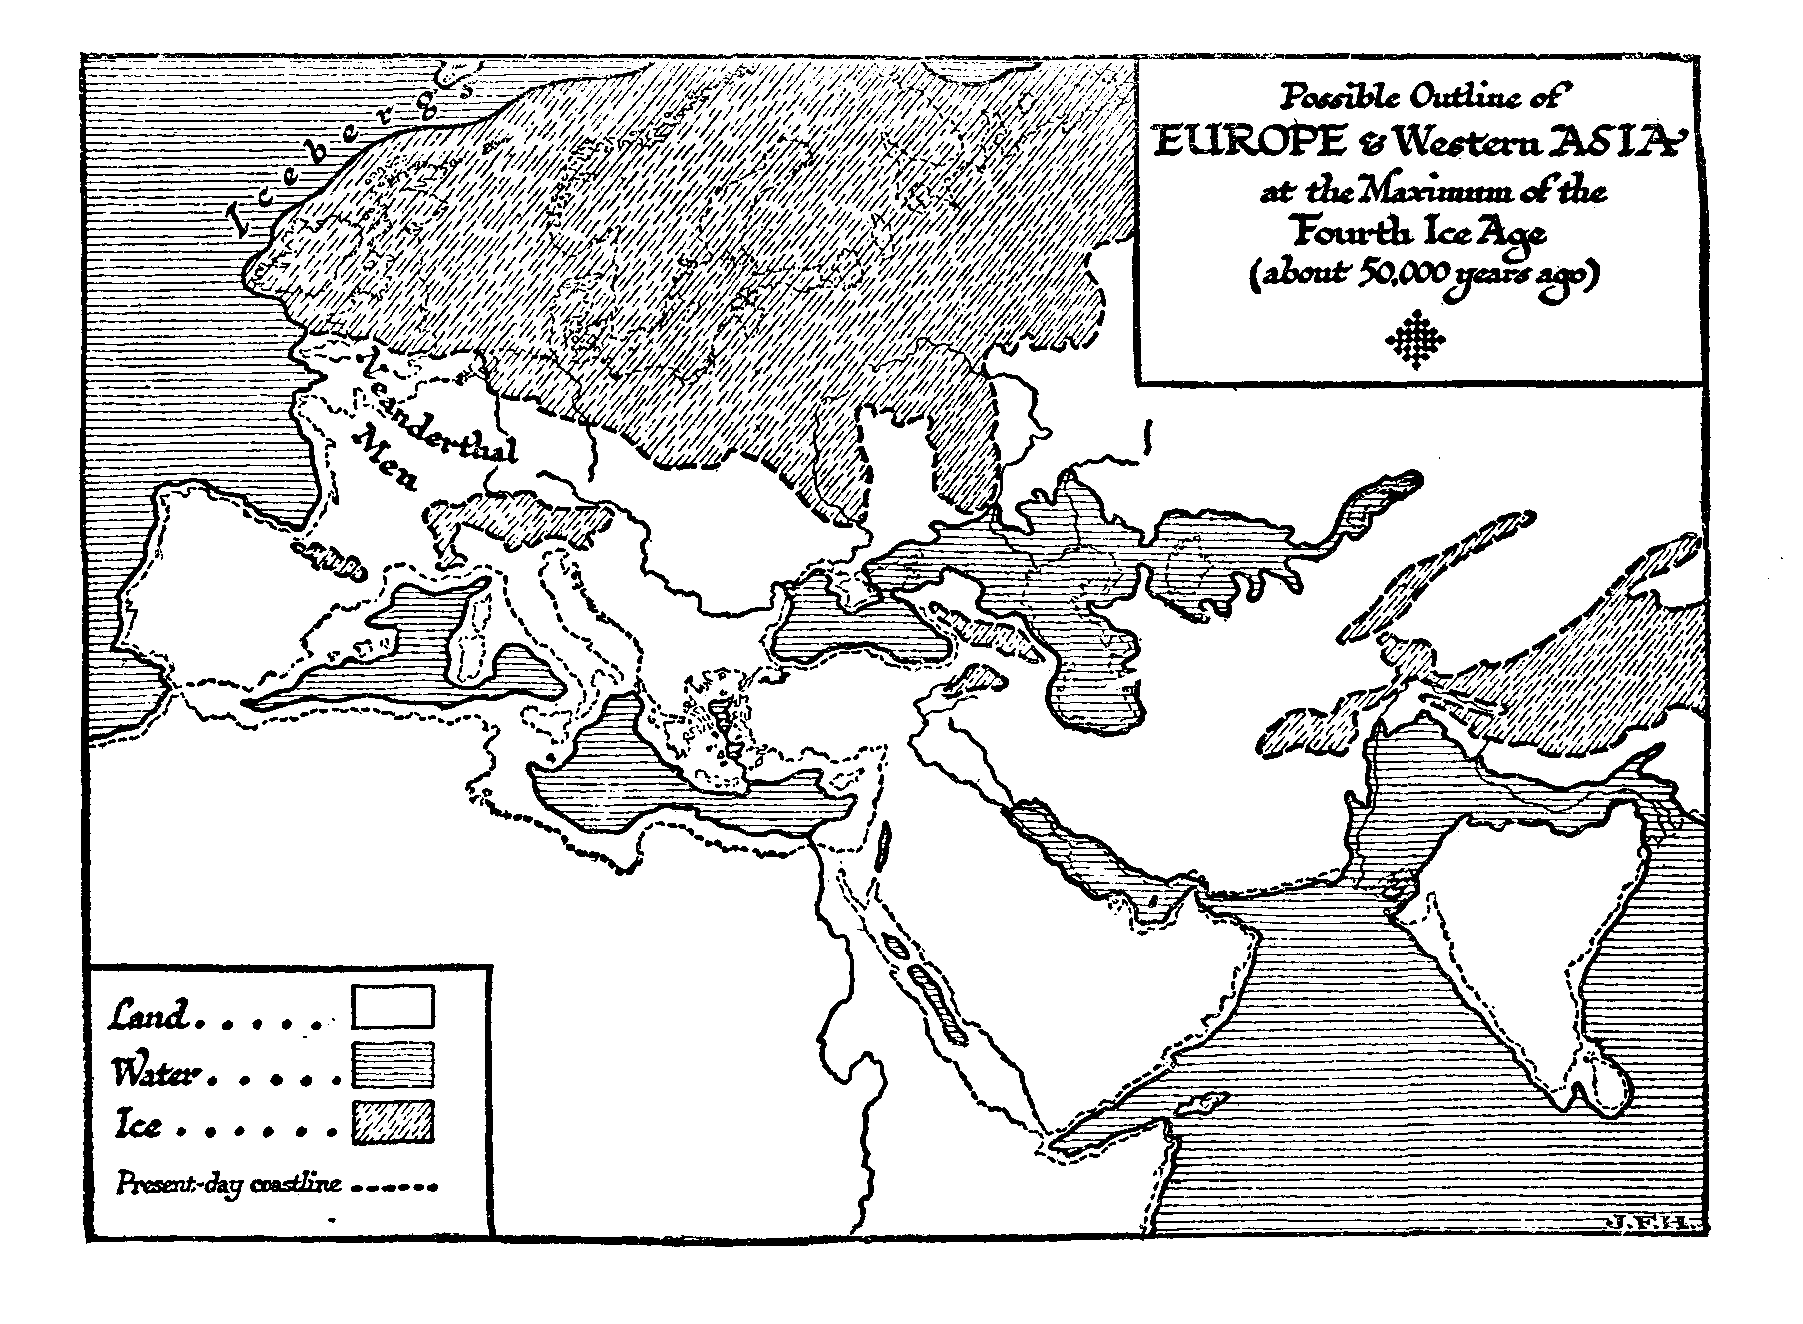 Possible Outline of
EUROPE & Western ASIA
at the Maximum of the
Fourth Ice Age
(about 50,000 years ago)
Icebergs
Neanderthal
Men
Land
Water
Ice
Present-day coastline
J.F.H.